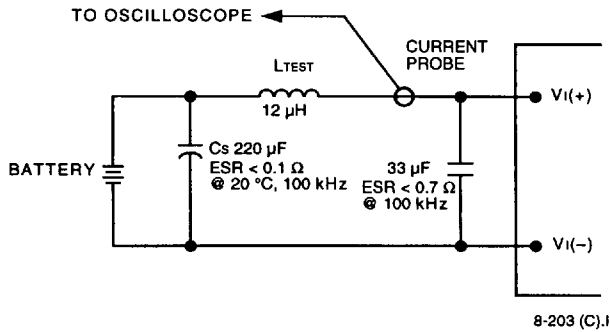 TO OSCILLOSCOPE
CURRENT
PROBE
LTEST
12 µH
VI(+)
Cs 220 µF
ESR < 0.1 Ω
@ 20 °C, 100 kHz
33 µF
ESR < 0.7 Ω
@ 100 kHz
BATTERY
VI(–)
8-203 (C).